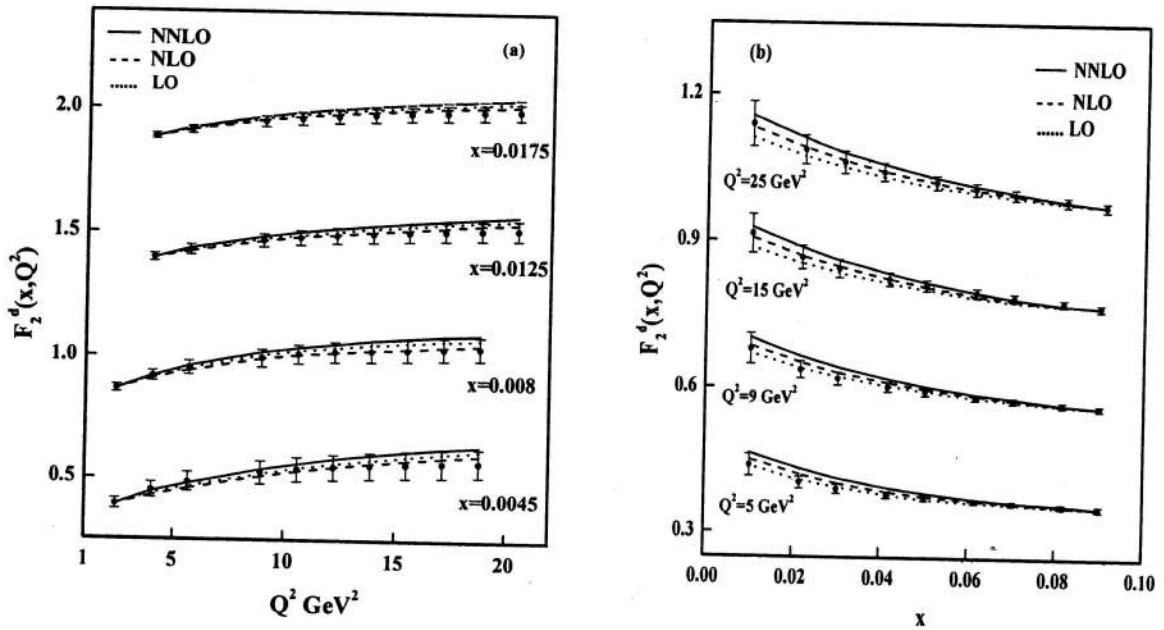 NNLO
NLO
LO
(a)
2.0
x=0.0175
1.5
x=0.0125
1.0
x=0.008
0.5
x=0.0045
F₂ᵈ(x,Q²)
1 5 10 15 20
Q² GeV²
(b)
NNLO
NLO
LO
1.2
Q²=25 GeV²
0.9
Q²=15 GeV²
0.6
Q²=9 GeV²
Q²=5 GeV²
0.3
F₂ᵈ(x,Q²)
0.00 0.02 0.04 0.06 0.08 0.10
x